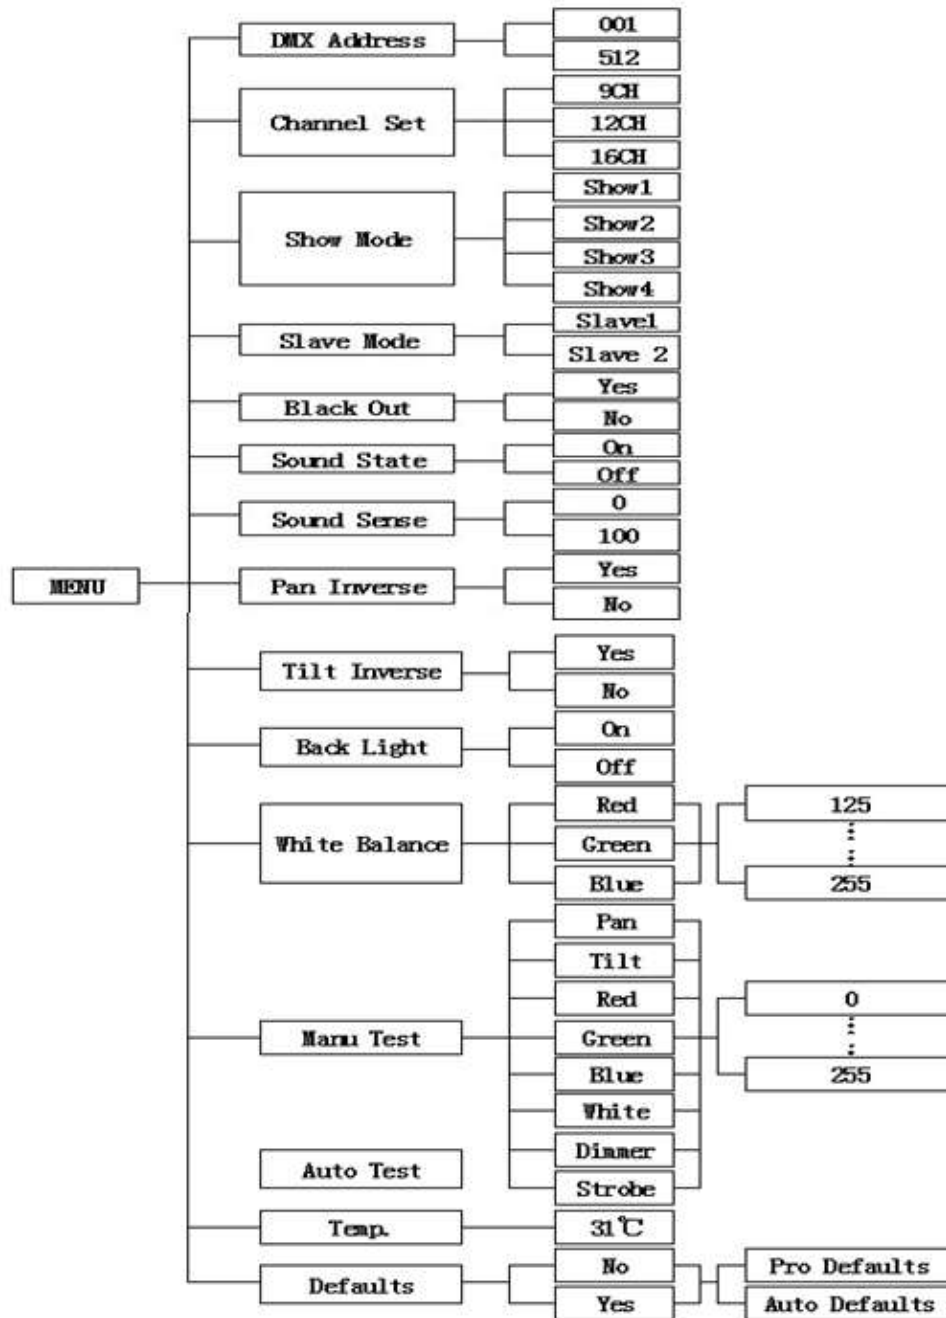 DMX Address
001
512
Channel Set
9CH
12CH
16CH
Show Mode
Show1
Show2
Show3
Show4
Slave Mode
Slave1
Slave 2
Black Out
Yes
No
Sound State
On
Off
Sound Sense
0
100
MENU
Pan Inverse
Yes
No
Tilt Inverse
Yes
No
Back Light
On
Off
White Balance
Red
Green
Blue
125
255
Manu Test
Pan
Tilt
Red
Green
Blue
White
Dimmer
Strobe
0
255
Auto Test
Temp.
31℃
Defaults
No
Yes
Pro Defaults
Auto Defaults